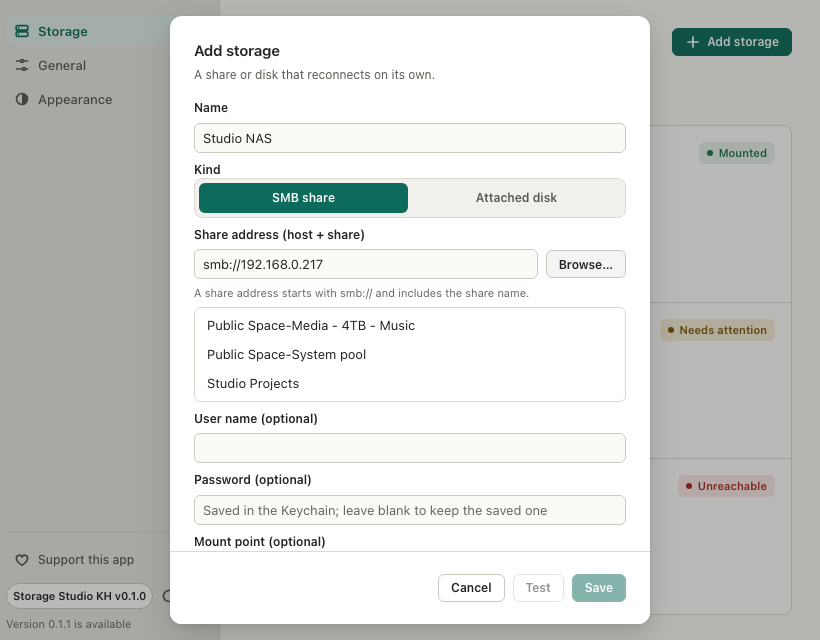 Storage
General
Appearance
Support this app
Storage Studio KH v0.1.0
Version 0.1.1 is available
Add storage
Mounted
Needs attention
Unreachable
Add storage
A share or disk that reconnects on its own.
Name
Studio NAS
Kind
SMB share
Attached disk
Share address (host + share)
smb://192.168.0.217
Browse...
A share address starts with smb:// and includes the share name.
Public Space-Media - 4TB - Music
Public Space-System pool
Studio Projects
User name (optional)
Password (optional)
Saved in the Keychain; leave blank to keep the saved one
Mount point (optional)
Cancel
Test
Save